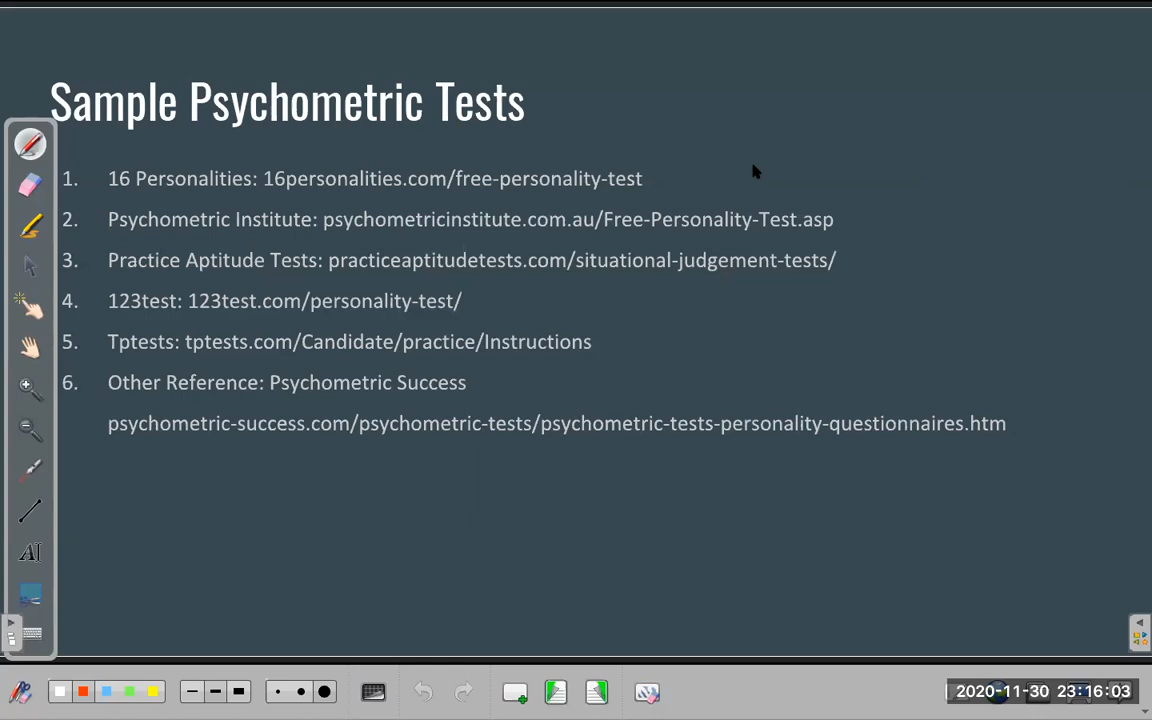 Sample Psychometric Tests
1. 16 Personalities: 16personalities.com/free-personality-test
2. Psychometric Institute: psychometricinstitute.com.au/Free-Personality-Test.asp
3. Practice Aptitude Tests: practiceaptitudetests.com/situational-judgement-tests/
4. 123test: 123test.com/personality-test/
5. Tptests: tptests.com/Candidate/practice/Instructions
6. Other Reference: Psychometric Success
psychometric-success.com/psychometric-tests/psychometric-tests-personality-questionnaires.htm
2020-11-30 23:16:03